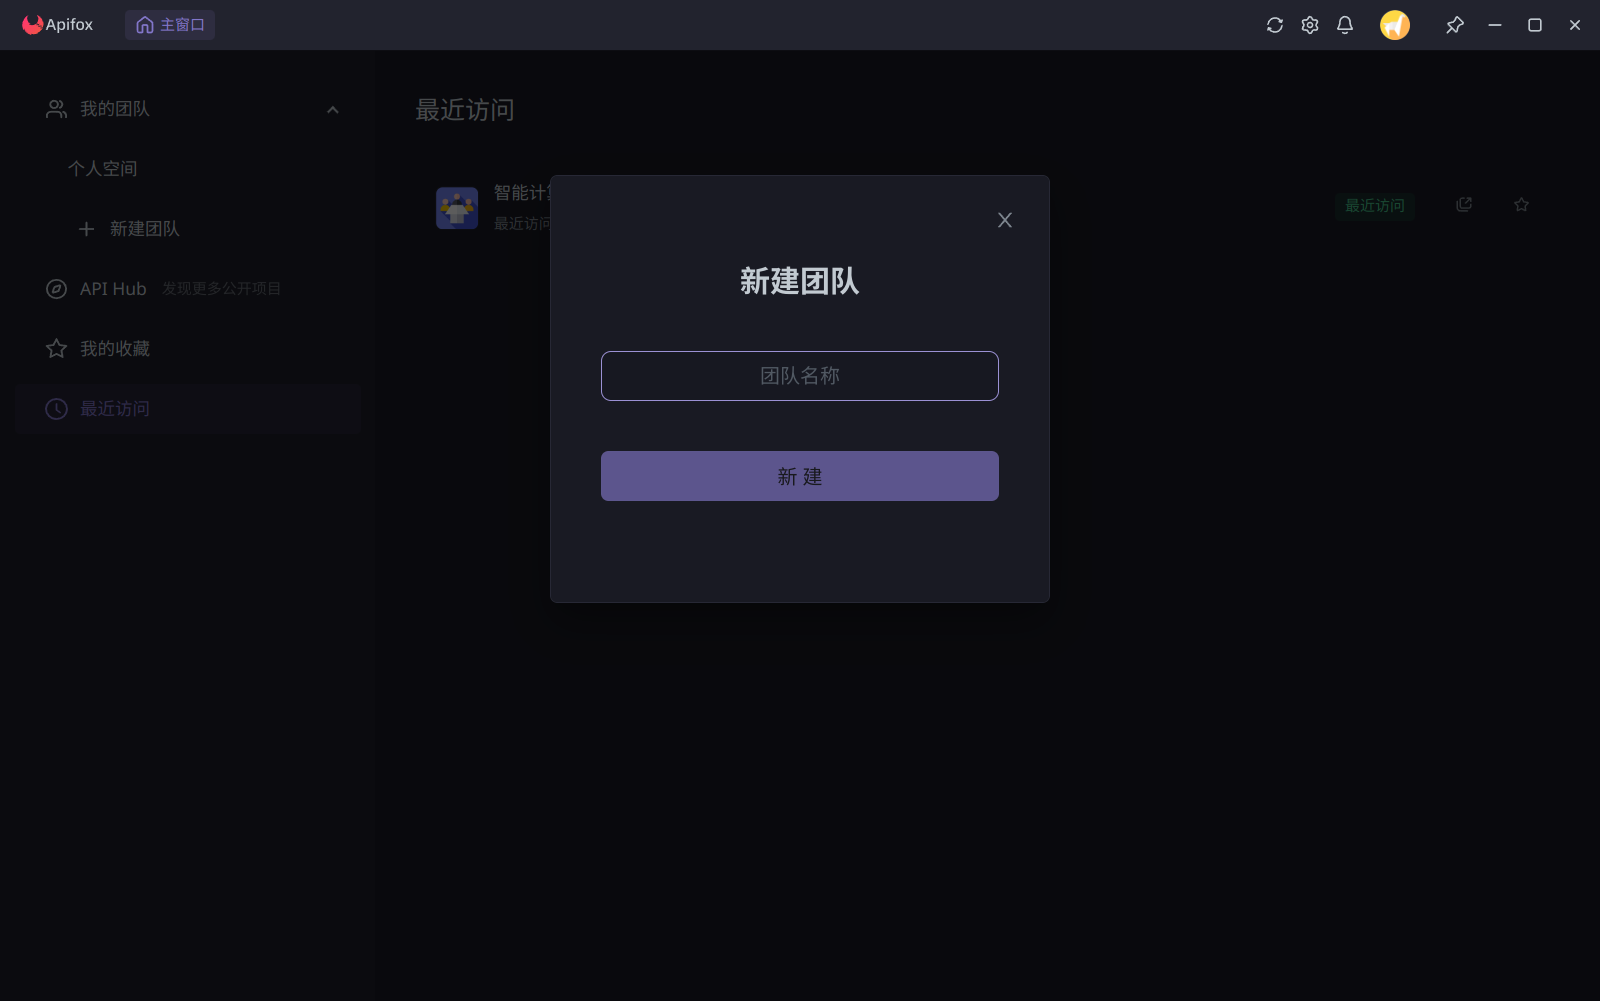 Apifox
主窗口
我的团队
个人空间
新建团队
API Hub 发现更多公开项目
我的收藏
最近访问
最近访问
智能计
最近访问
最近访问
新建团队
团队名称
新 建